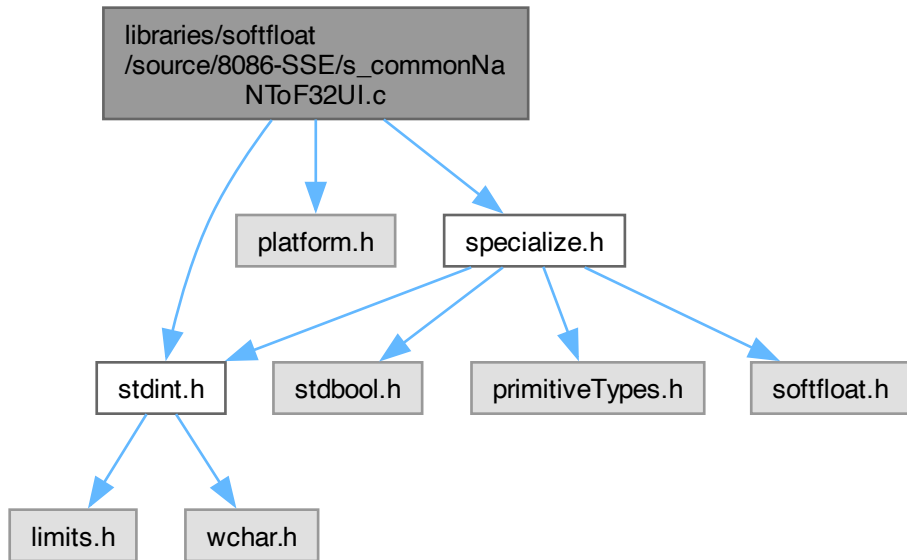 libraries/softfloat
/source/8086-SSE/s_commonNa
NToF32UI.c
platform.h
specialize.h
stdint.h
stdbool.h
primitiveTypes.h
softfloat.h
limits.h
wchar.h